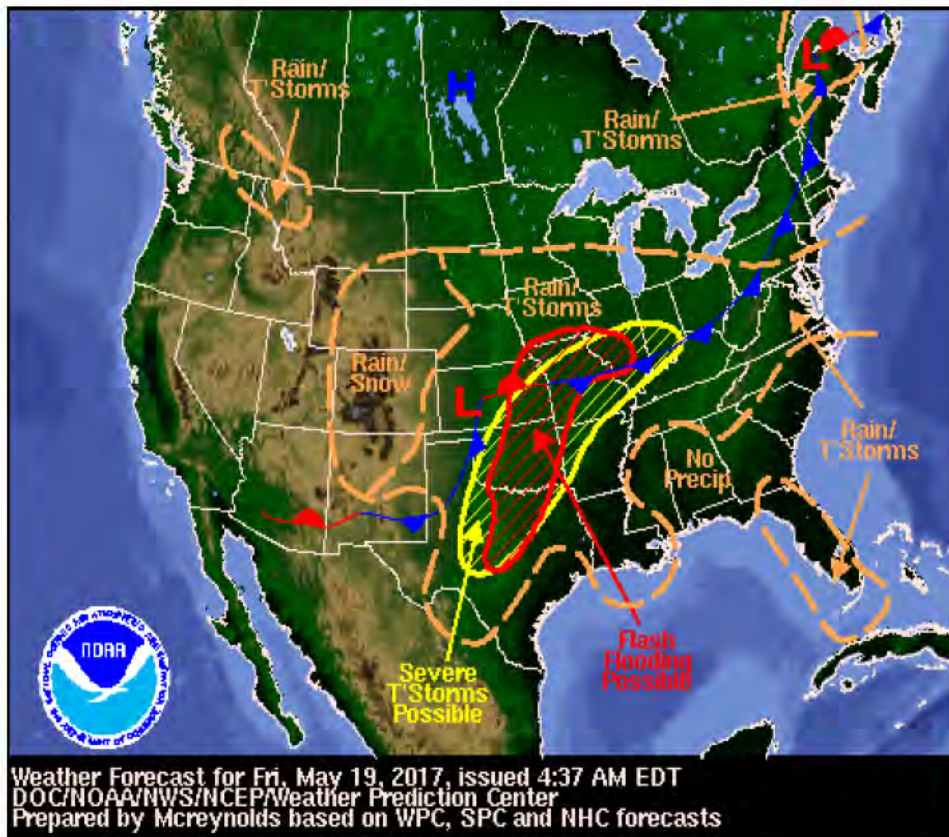 Rain/
T'Storms
H
L
Rain/
T'Storms
Rain/
T'Storms
Rain/
Snow
L
No
Precip
Rain/
T'Storms
Severe
T'Storms
Possible
Flash
Flooding
Possible
NOAA
Weather Forecast for Fri, May 19, 2017, issued 4:37 AM EDT
DOC/NOAA/NWS/NCEP/Weather Prediction Center
Prepared by Mcreynolds based on WPC, SPC and NHC forecasts